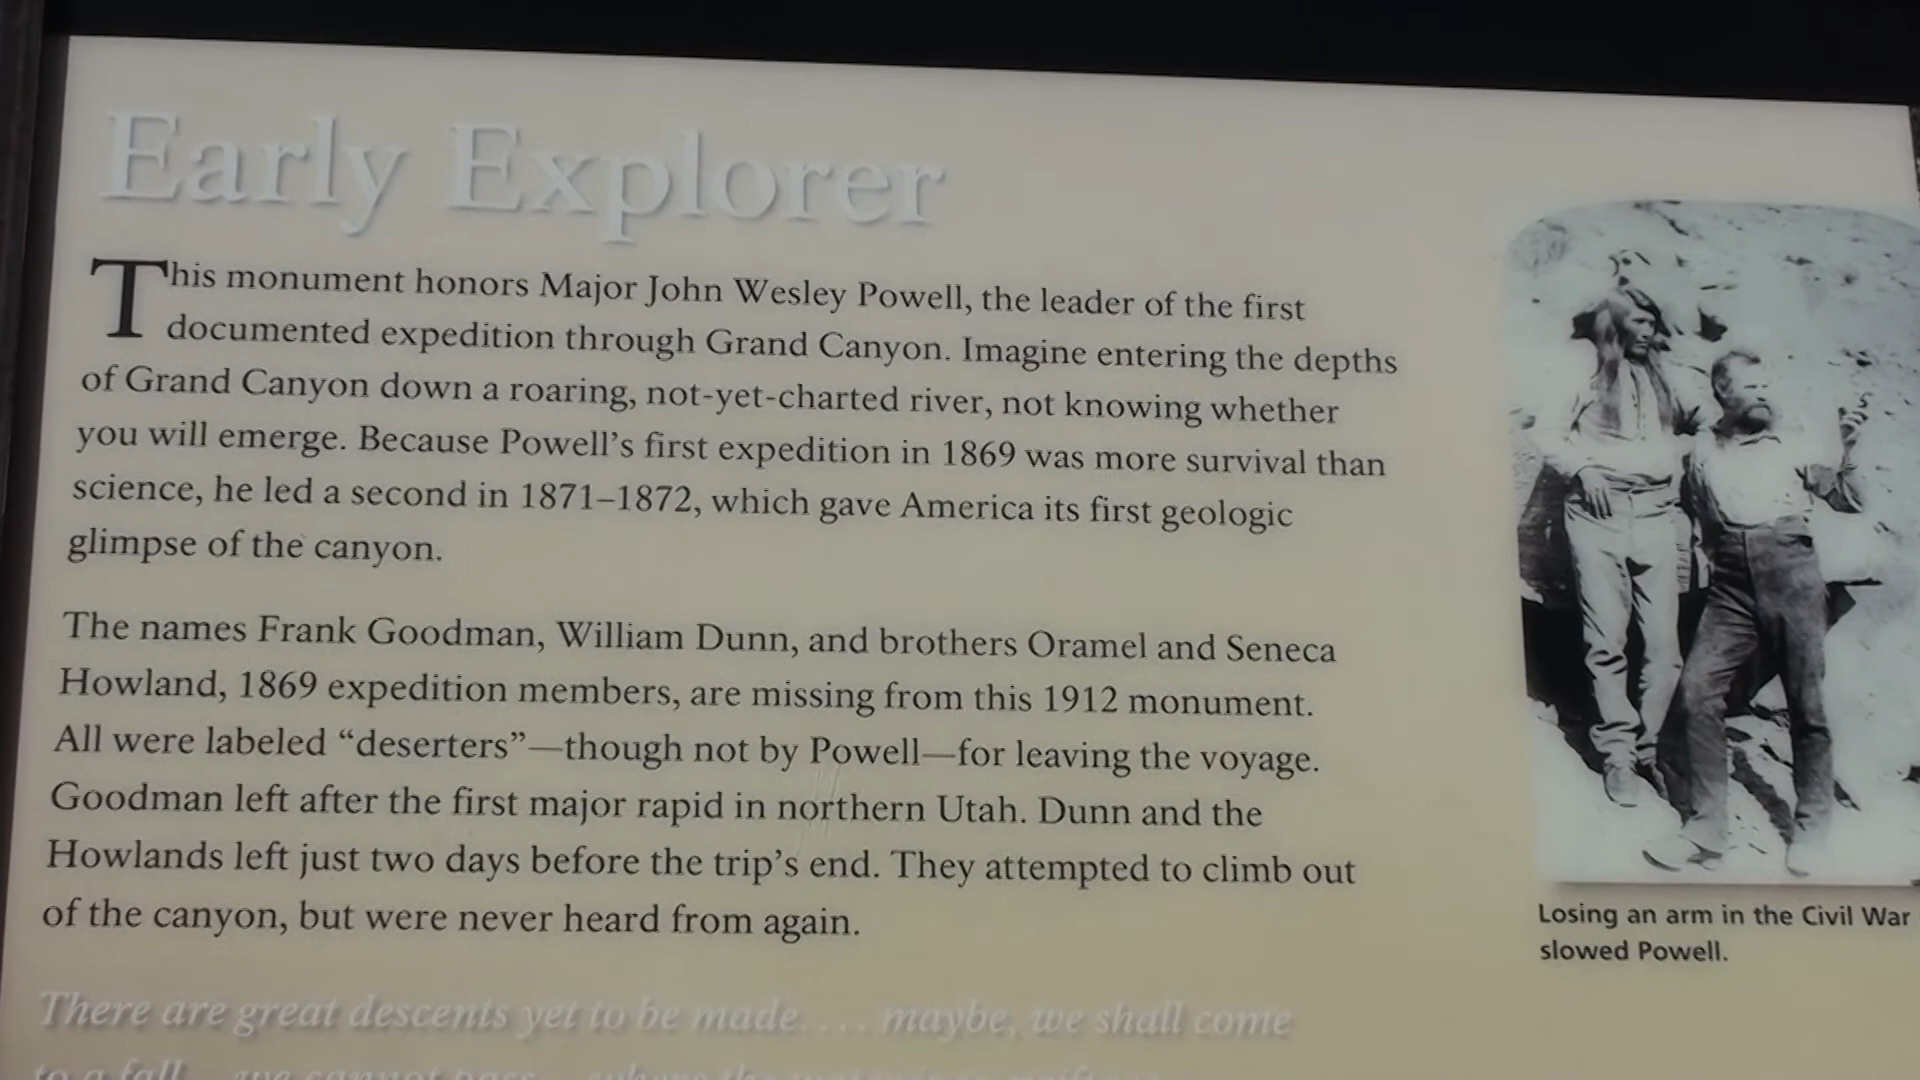 Early Explorer
This monument honors Major John Wesley Powell, the leader of the first
documented expedition through Grand Canyon. Imagine entering the depths
of Grand Canyon down a roaring, not-yet-charted river, not knowing whether
you will emerge. Because Powell’s first expedition in 1869 was more survival than
science, he led a second in 1871–1872, which gave America its first geologic
glimpse of the canyon.
The names Frank Goodman, William Dunn, and brothers Oramel and Seneca
Howland, 1869 expedition members, are missing from this 1912 monument.
All were labeled “deserters”—though not by Powell—for leaving the voyage.
Goodman left after the first major rapid in northern Utah. Dunn and the
Howlands left just two days before the trip’s end. They attempted to climb out
of the canyon, but were never heard from again.
Losing an arm in the Civil War
slowed Powell.
There are great descents yet to be made. . . . maybe, we shall come
to a fall